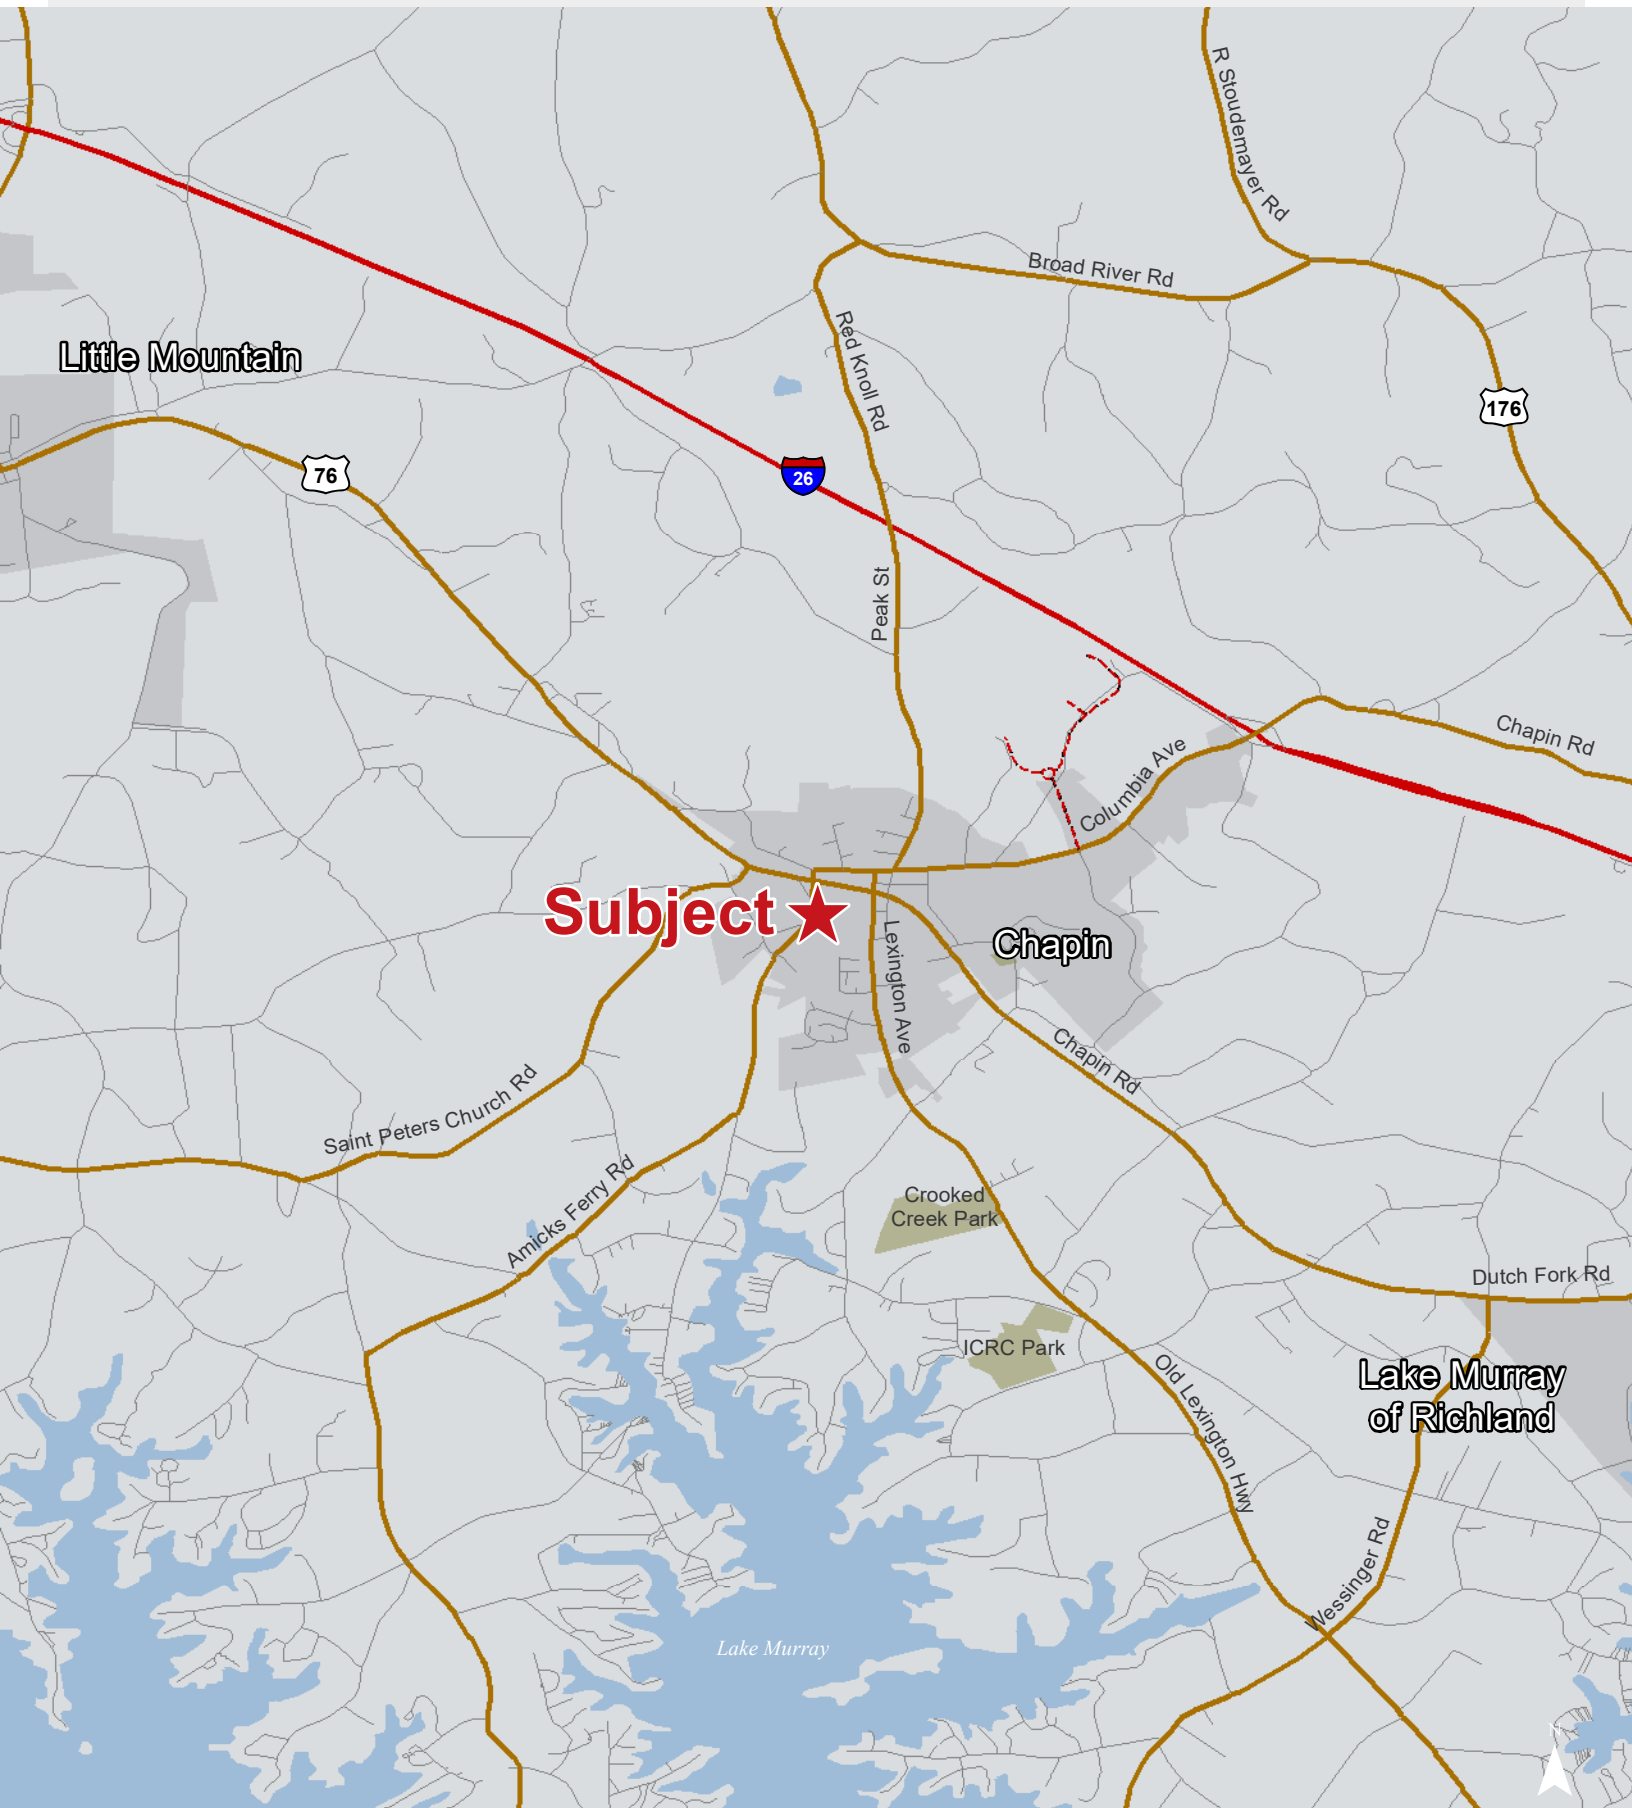 R Stoudemayer Rd
Broad River Rd
Red Knoll Rd
Little Mountain
176
76
26
Peak St
Chapin Rd
Columbia Ave
Subject
Chapin
Lexington Ave
Chapin Rd
Saint Peters Church Rd
Amicks Ferry Rd
Crooked
Creek Park
Dutch Fork Rd
ICRC Park
Old Lexington Hwy
Lake Murray
of Richland
Wessinger Rd
Lake Murray
N